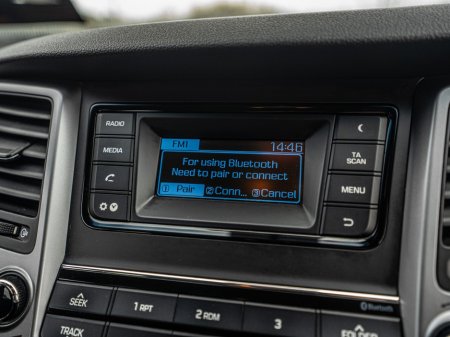 RADIO
MEDIA
FM1 14:46
For using Bluetooth
Need to pair or connect
1 Pair 2 Conn... 3 Cancel
TA
SCAN
MENU
Bluetooth
SEEK
TRACK
1 RPT
2 RDM
3
FOLDER